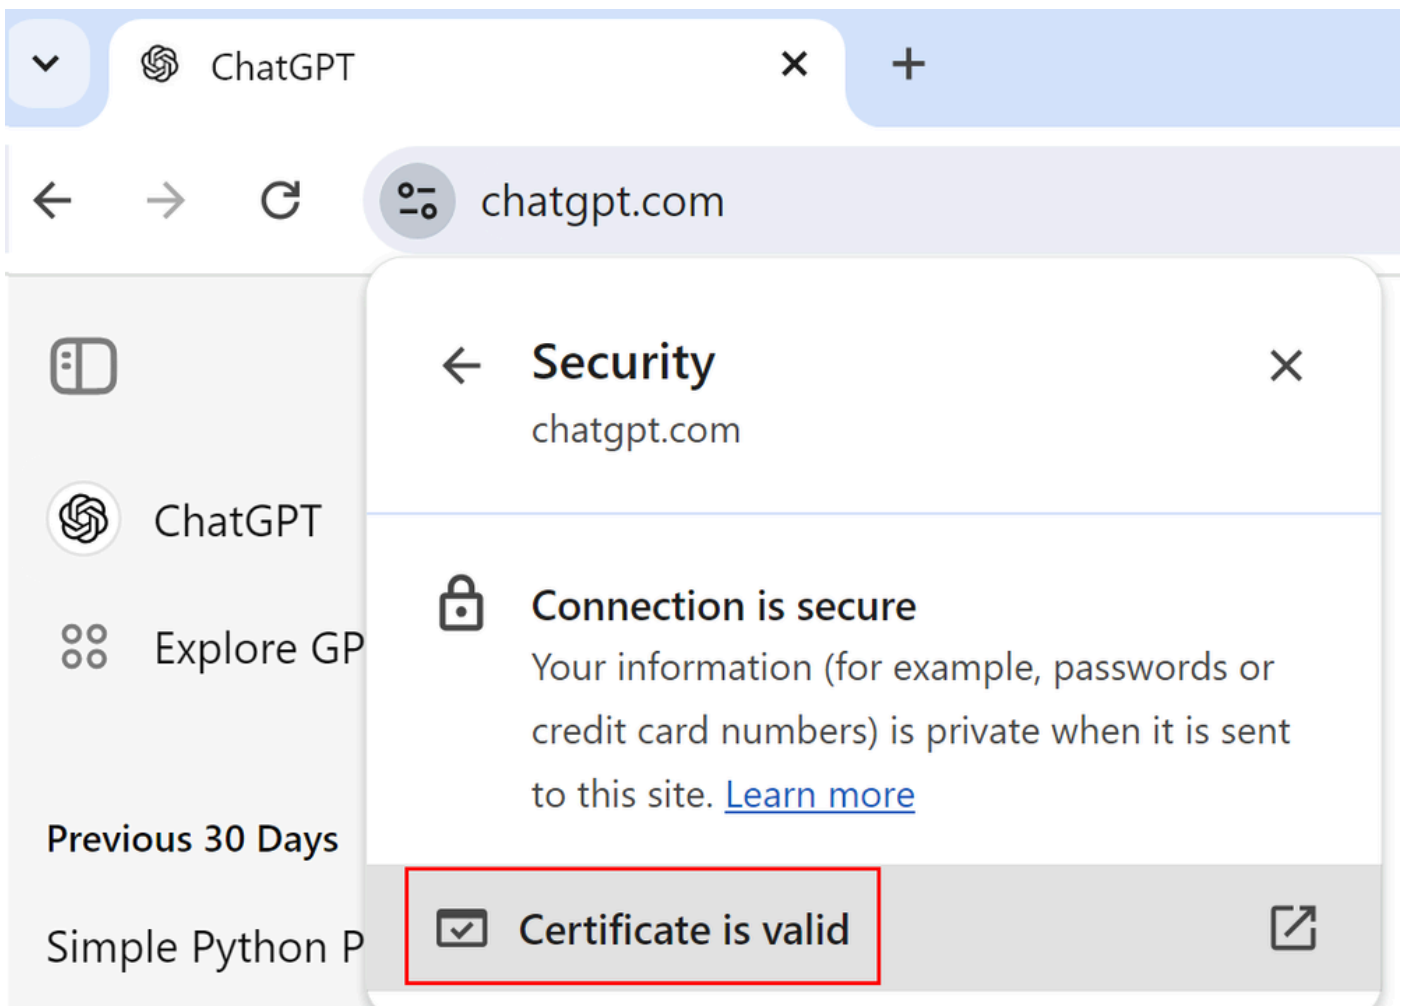 ChatGPT
chatgpt.com
Security
chatgpt.com
ChatGPT
Explore GP
Connection is secure
Your information (for example, passwords or
credit card numbers) is private when it is sent
to this site. Learn more
Previous 30 Days
Certificate is valid
Simple Python P